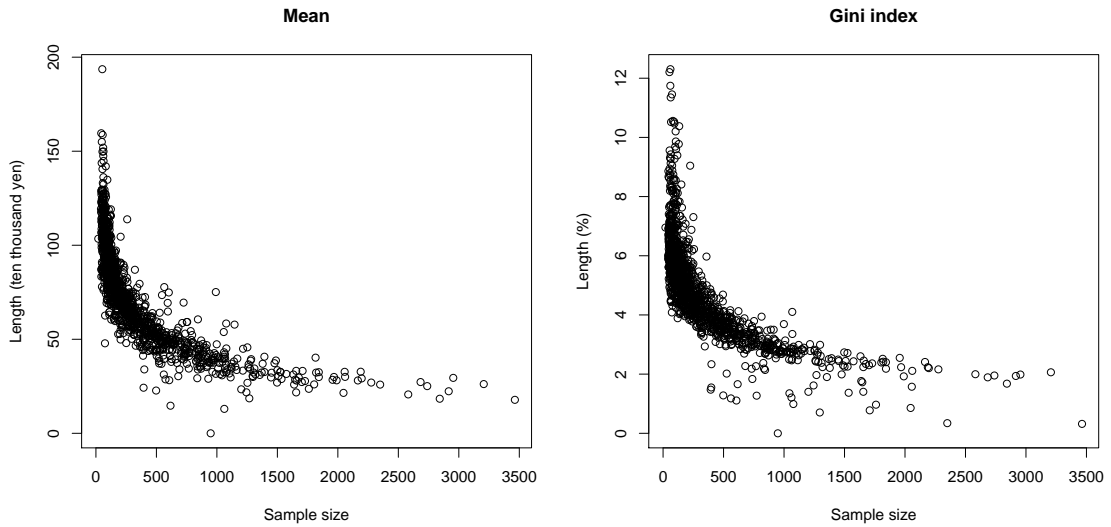 Mean
200
150
100
50
0
Length (ten thousand yen)
0 500 1000 1500 2000 2500 3000 3500
Sample size
Gini index
12
10
8
6
4
2
0
Length (%)
0 500 1000 1500 2000 2500 3000 3500
Sample size